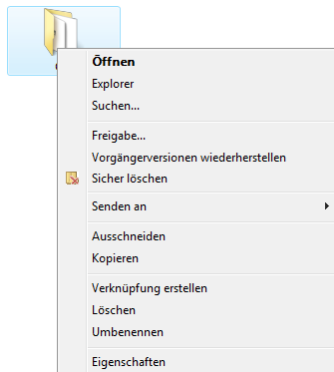 Öffnen
Explorer
Suchen...
Freigabe...
Vorgängerversionen wiederherstellen
Sicher löschen
Senden an
Ausschneiden
Kopieren
Verknüpfung erstellen
Löschen
Umbenennen
Eigenschaften